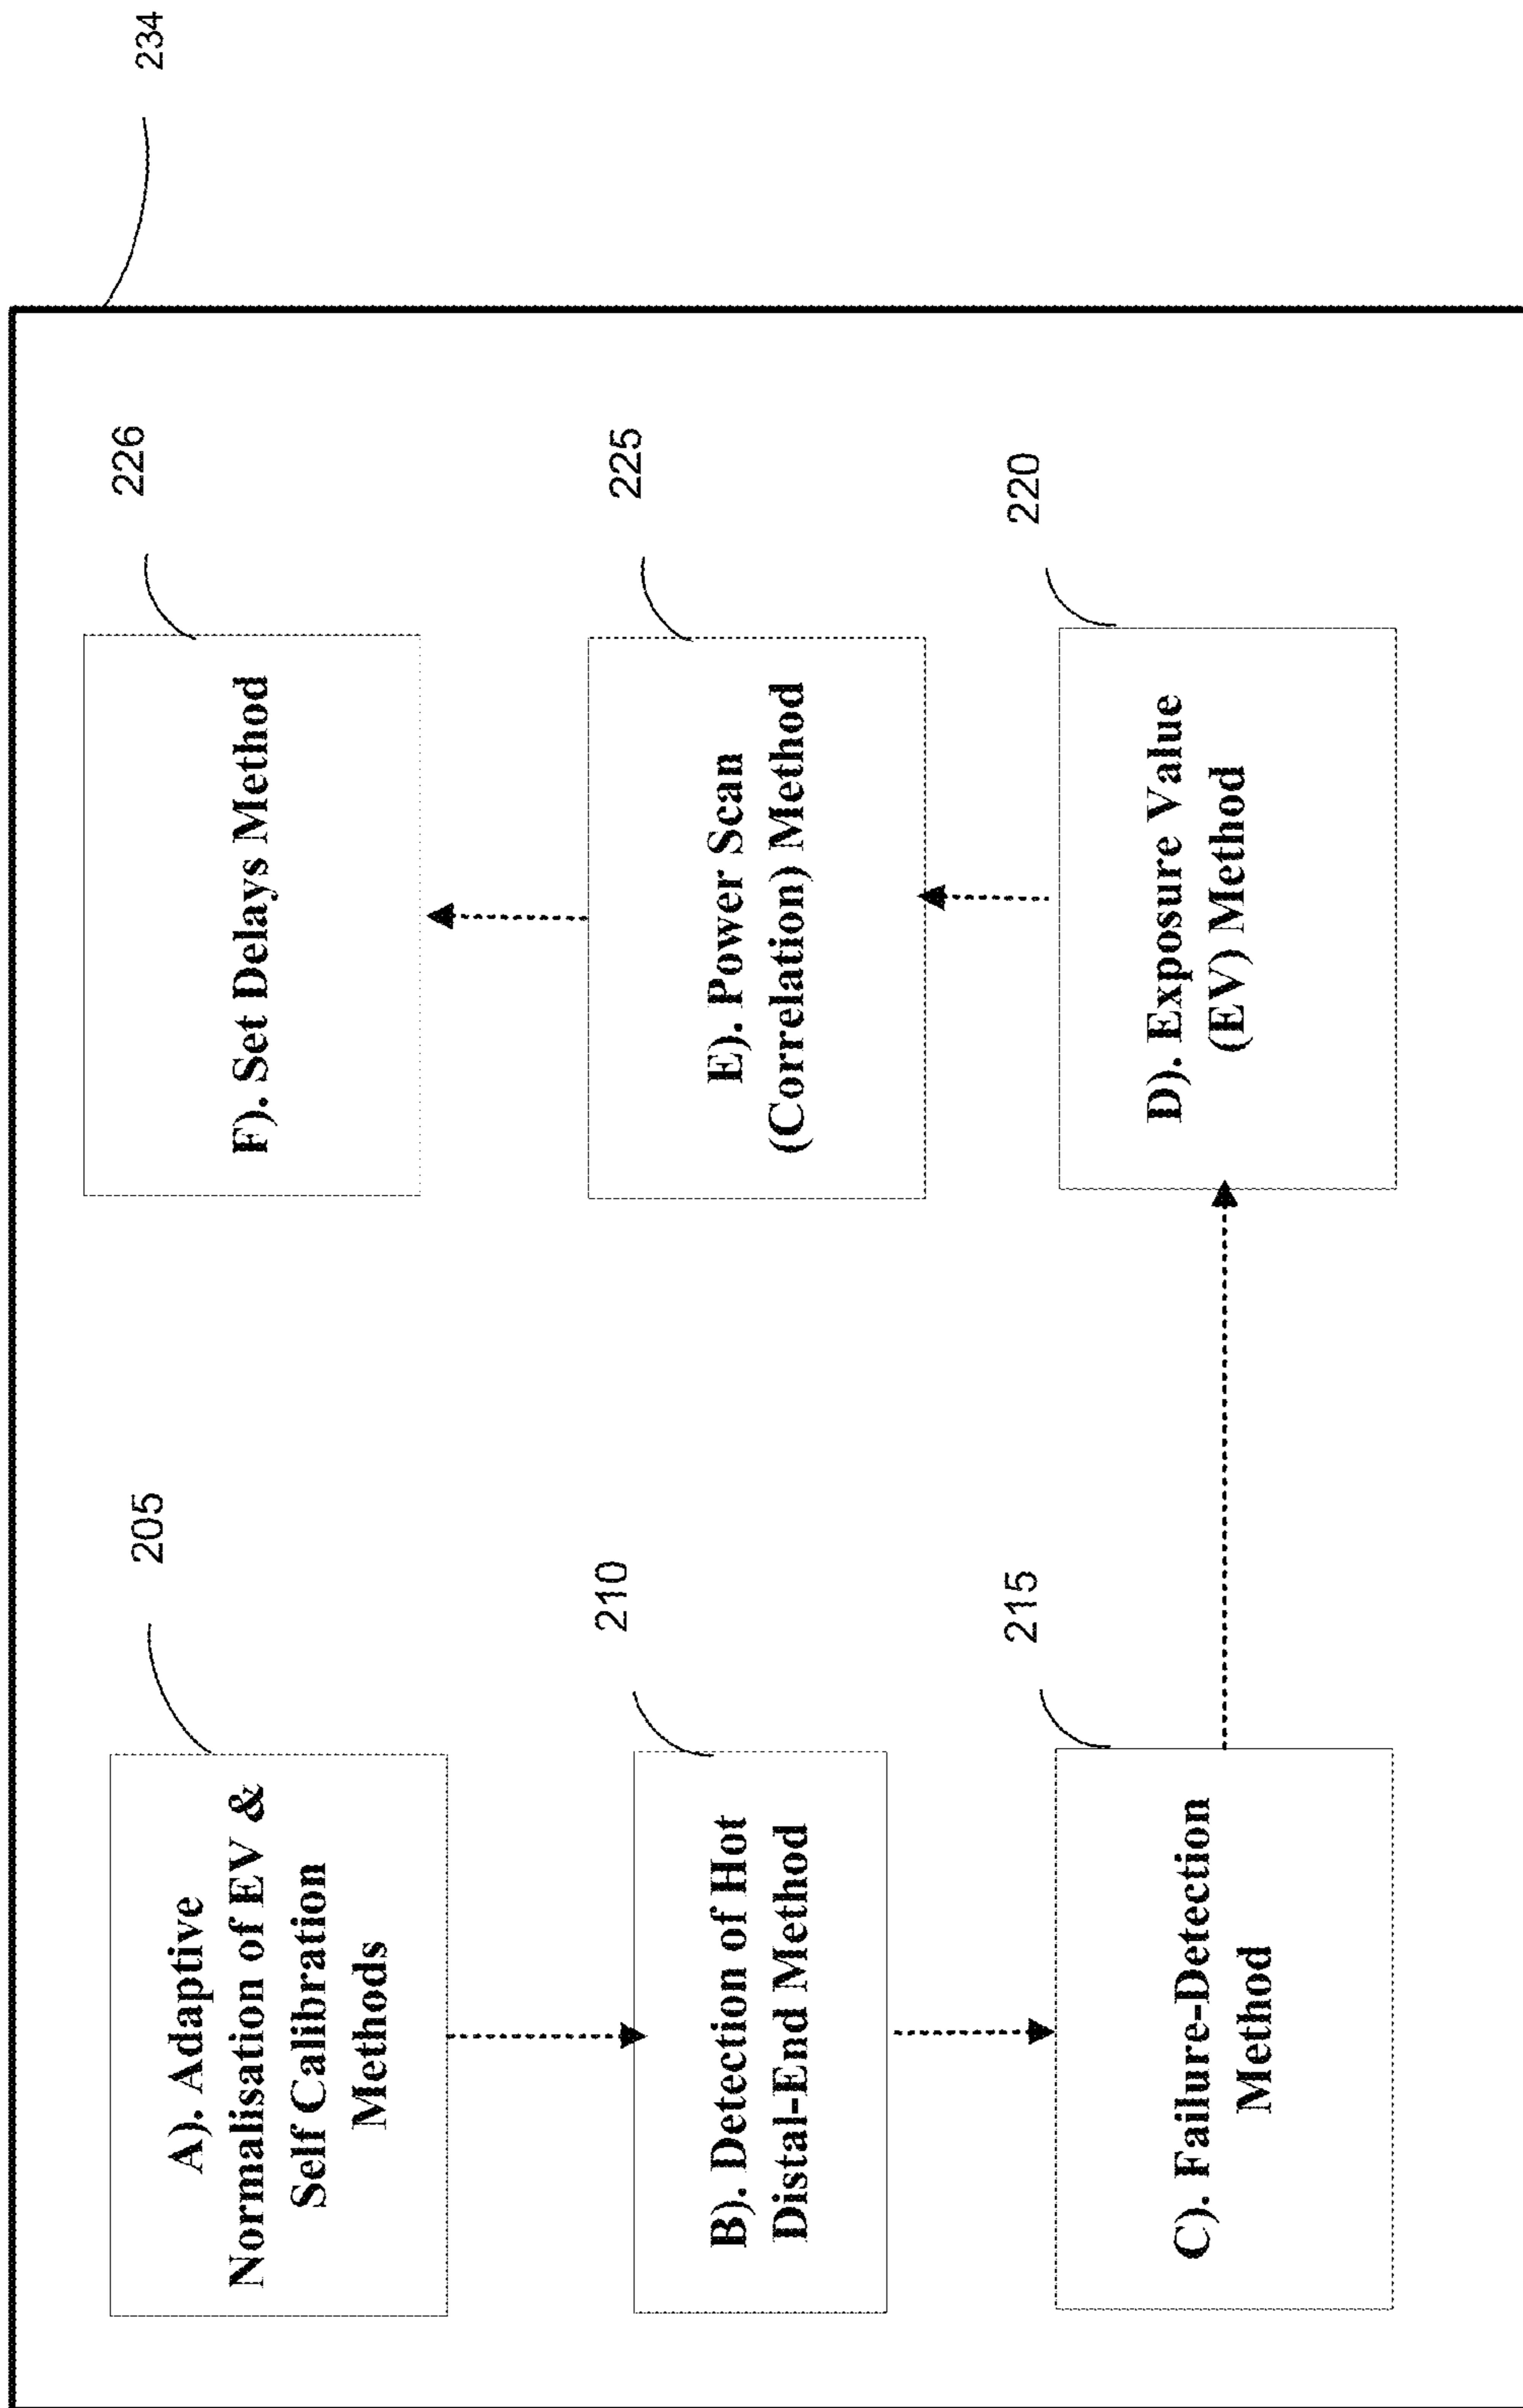 234
205
A). Adaptive
Normalisation of EV &
Self Calibration
Methods
210
B). Detection of Hot
Distal-End Method
215
C). Failure-Detection
Method
220
D). Exposure Value
(EV) Method
225
E). Power Scan
(Correlation) Method
226
F). Set Delays Method